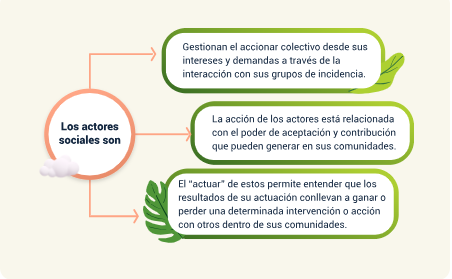 Los actores
sociales son
Gestionan el accionar colectivo desde sus
intereses y demandas a través de la
interacción con sus grupos de incidencia.
La acción de los actores está relacionada
con el poder de aceptación y contribución
que pueden generar en sus comunidades.
El “actuar” de estos permite entender que los
resultados de su actuación conllevan a ganar o
perder una determinada intervención o acción
con otros dentro de sus comunidades.